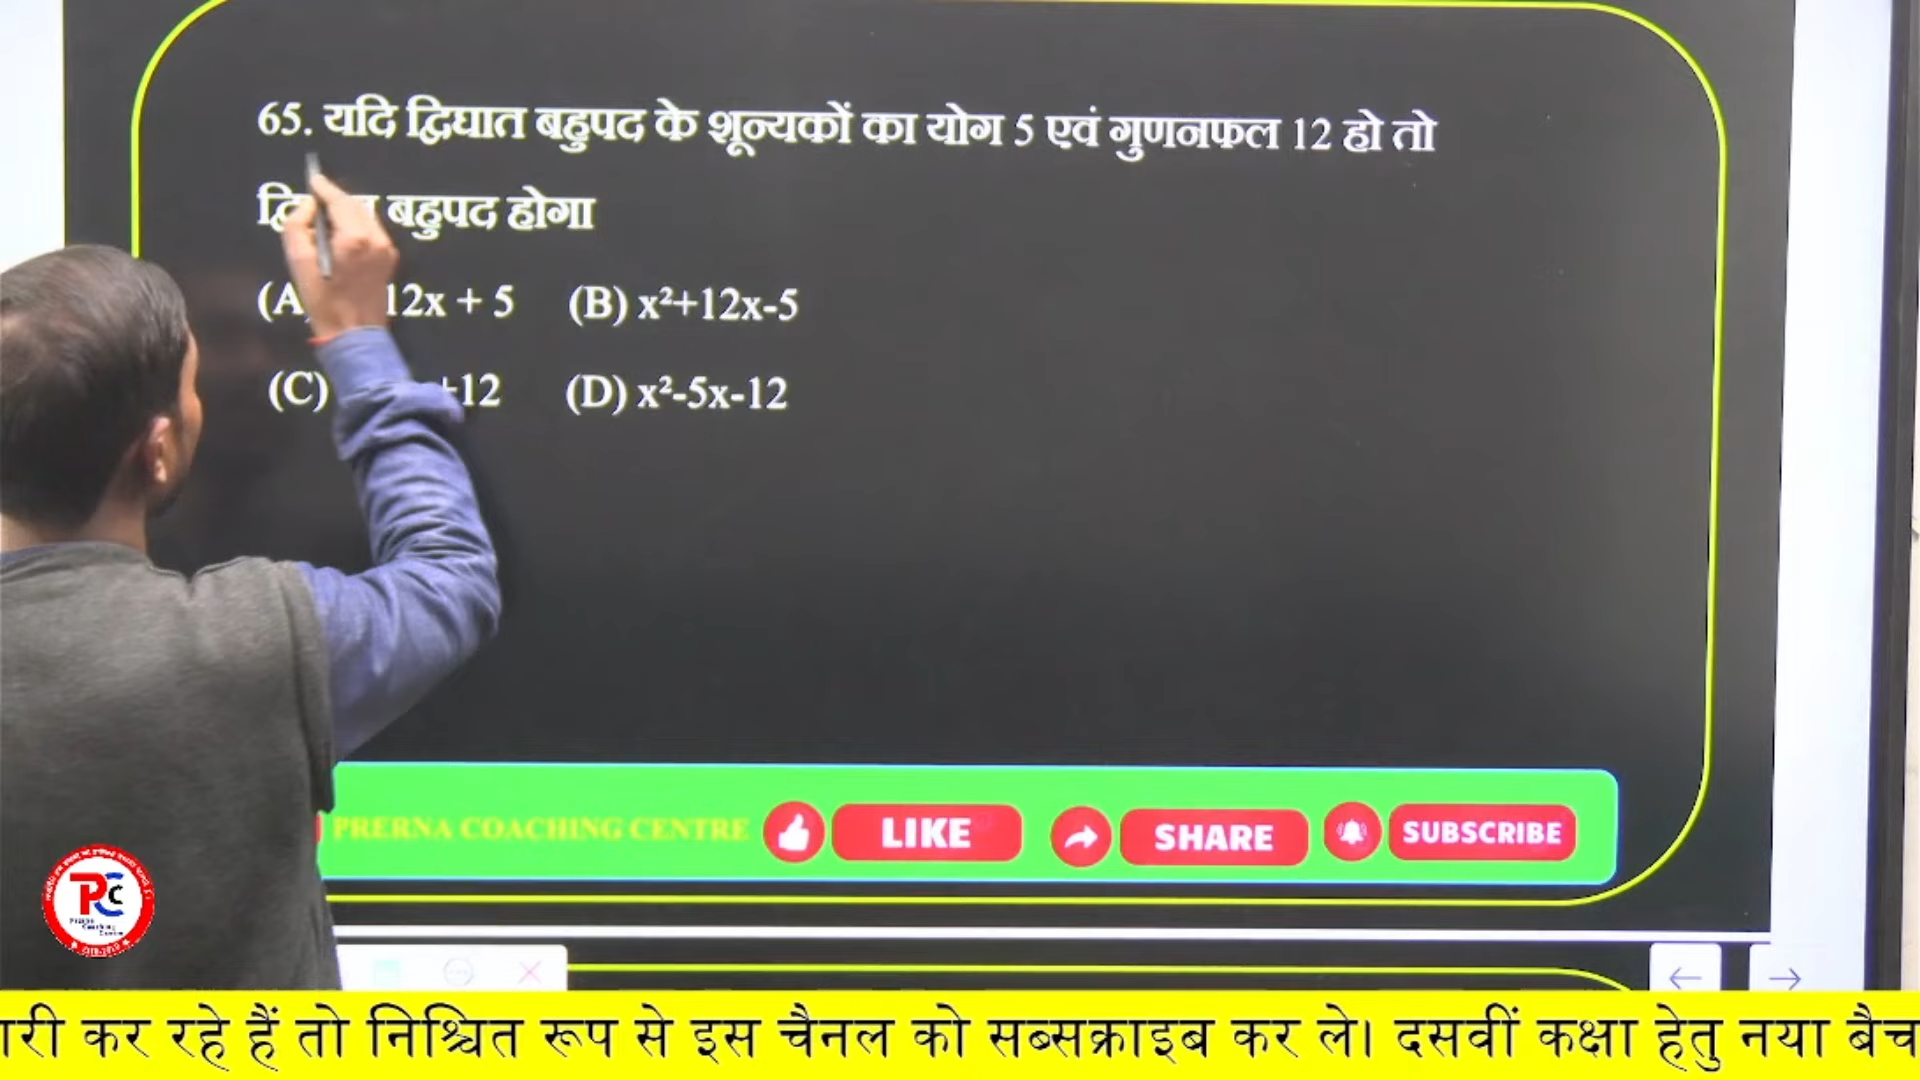 65. यदि द्विघात बहुपद के शून्यकों का योग 5 एवं गुणनफल 12 हो तो
बहुपद होगा
(A) 12x + 5 (B) x²+12x-5
(C) +12 (D) x²-5x-12
PRERNA COACHING CENTRE LIKE SHARE SUBSCRIBE
PCC
ारी कर रहे हैं तो निश्चित रूप से इस चैनल को सब्सक्राइब कर ले। दसवीं कक्षा हेतु नया बैच